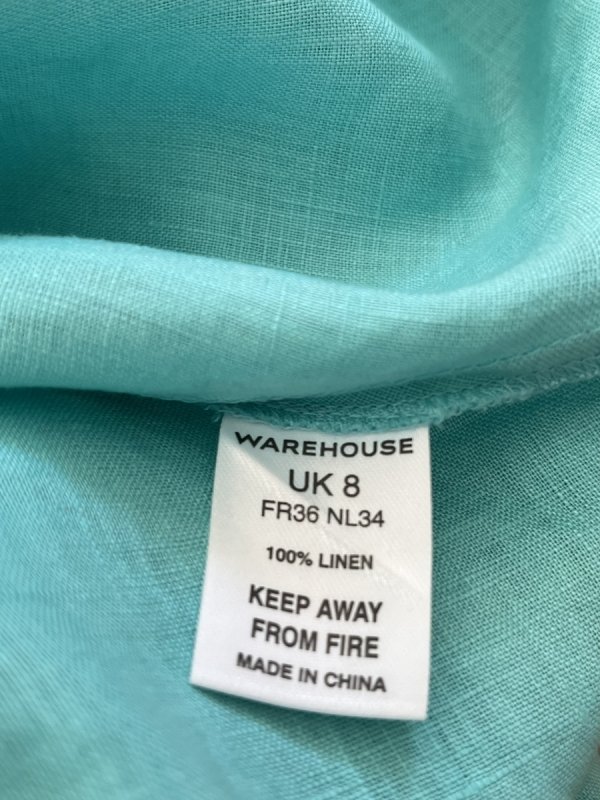 WAREHOUSE
UK 8
FR36 NL34
100% LINEN
KEEP AWAY
FROM FIRE
MADE IN CHINA